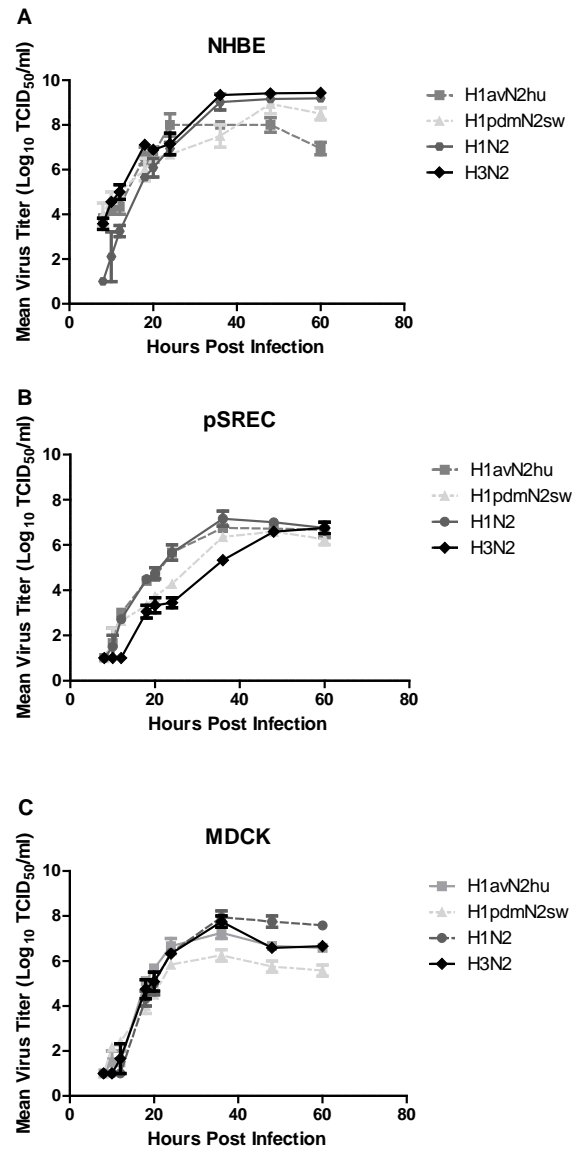 A
NHBE
Mean Virus Titer (Log10 TCID50/ml)
10
8
6
4
2
0
0 20 40 60 80
Hours Post Infection
H1avN2hu
H1pdmN2sw
H1N2
H3N2
B
pSREC
Mean Virus Titer (Log10 TCID50/ml)
10
8
6
4
2
0
0 20 40 60 80
Hours Post Infection
H1avN2hu
H1pdmN2sw
H1N2
H3N2
C
MDCK
Mean Virus Titer (Log10 TCID50/ml)
10
8
6
4
2
0
0 20 40 60 80
Hours Post Infection
H1avN2hu
H1pdmN2sw
H1N2
H3N2